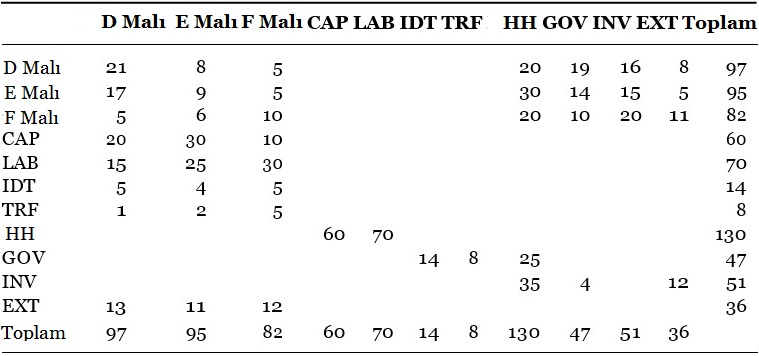 D Malı E Malı F Malı CAP LAB IDT TRF HH GOV INV EXT Toplam
D Malı 21 8 5 20 19 16 8 97
E Malı 17 9 5 30 14 15 5 95
F Malı 5 6 10 20 10 20 11 82
CAP 20 30 10 60
LAB 15 25 30 70
IDT 5 4 5 14
TRF 1 2 5 8
HH 60 70 130
GOV 14 8 25 47
INV 35 4 12 51
EXT 13 11 12 36
Toplam 97 95 82 60 70 14 8 130 47 51 36